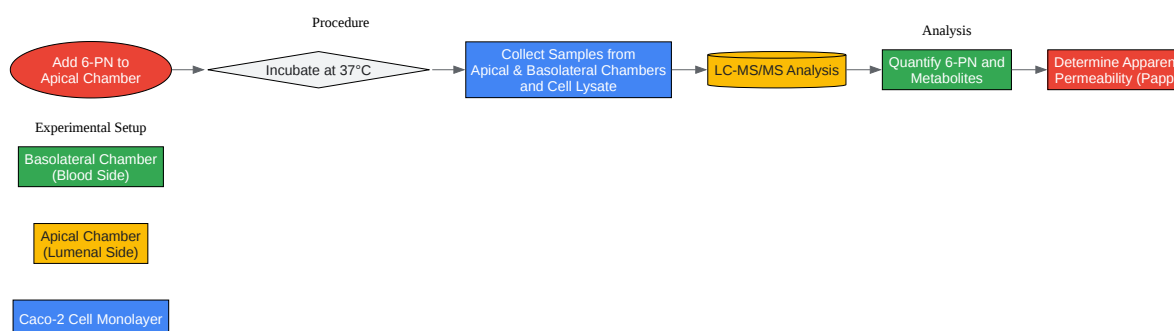 Procedure
Analysis
Add 6-PN to
Apical Chamber
Incubate at 37°C
Collect Samples from
Apical & Basolateral Chambers
and Cell Lysate
LC-MS/MS Analysis
Quantify 6-PN and
Metabolites
Determine Apparen
Permeability (Papp
Experimental Setup
Basolateral Chamber
(Blood Side)
Apical Chamber
(Lumenal Side)
Caco-2 Cell Monolayer